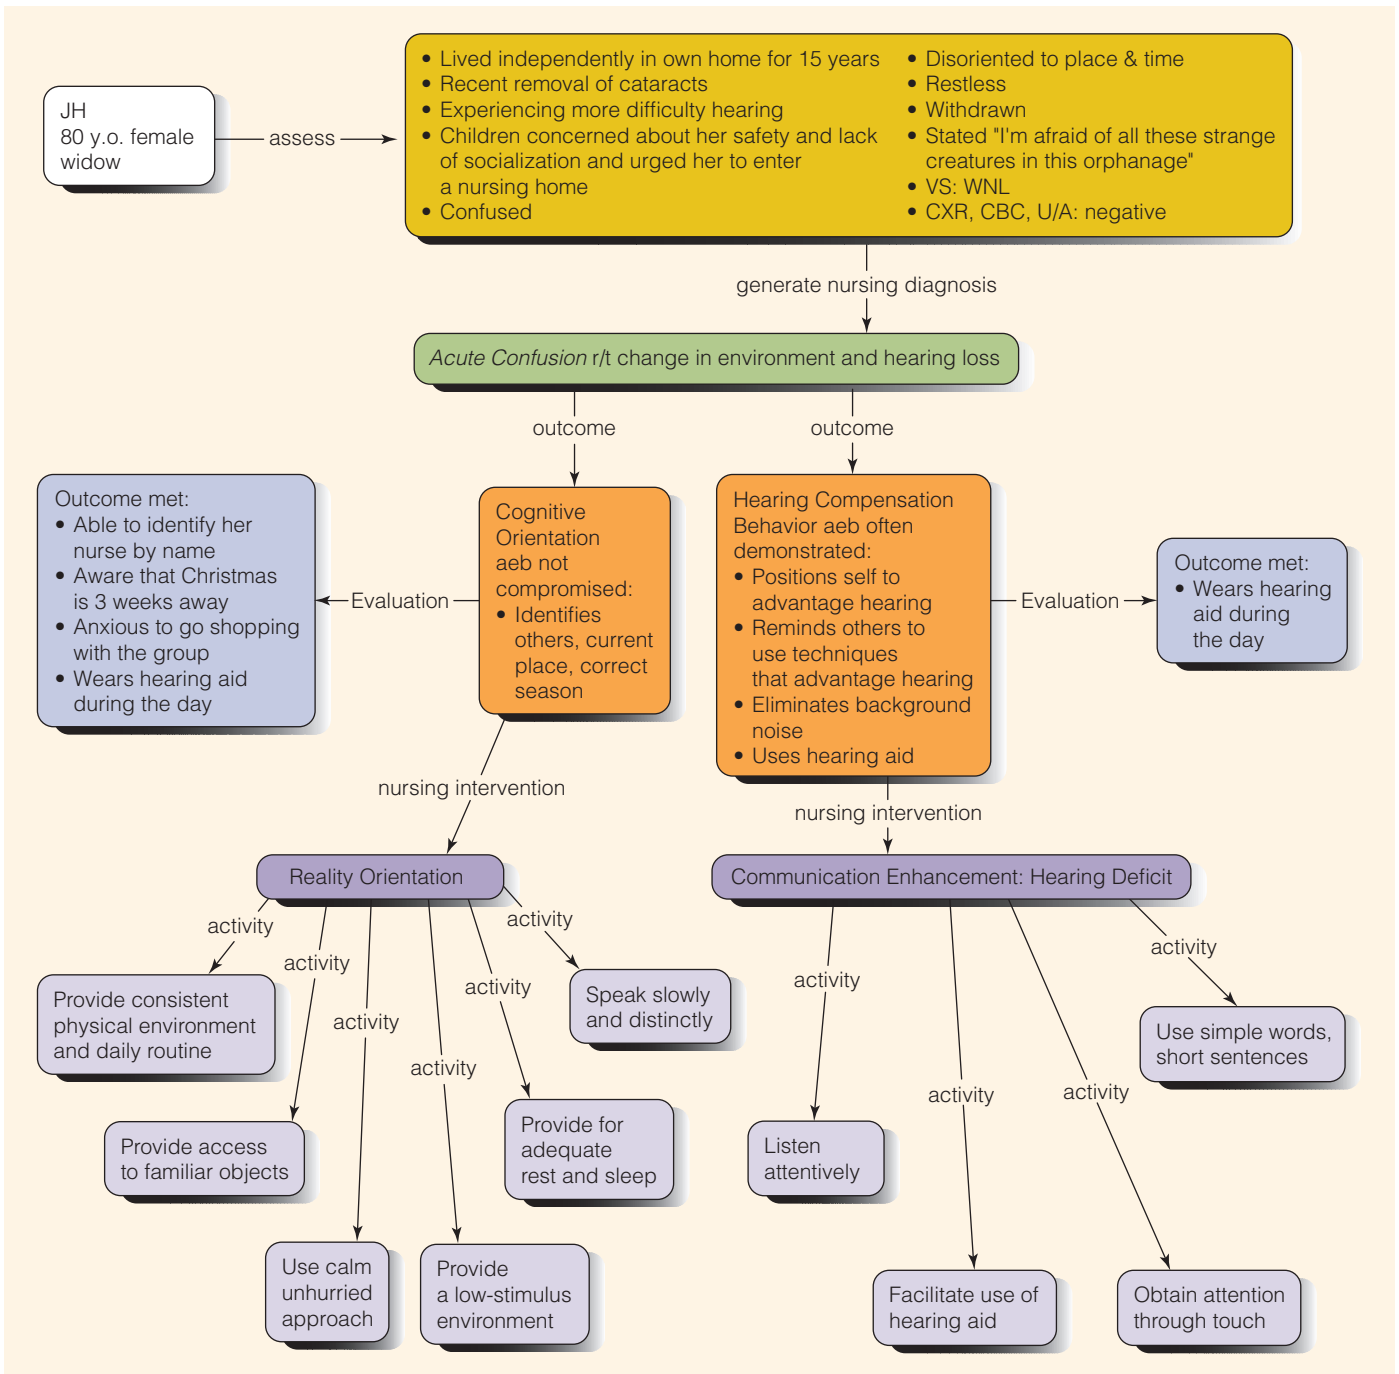 JH
80 y.o. female
widow
assess
• Lived independently in own home for 15 years
• Recent removal of cataracts
• Experiencing more difficulty hearing
• Children concerned about her safety and lack
of socialization and urged her to enter
a nursing home
• Confused
• Disoriented to place & time
• Restless
• Withdrawn
• Stated "I'm afraid of all these strange
creatures in this orphanage"
• VS: WNL
• CXR, CBC, U/A: negative
generate nursing diagnosis
Acute Confusion r/t change in environment and hearing loss
outcome
outcome
Outcome met:
• Able to identify her
nurse by name
• Aware that Christmas
is 3 weeks away
• Anxious to go shopping
with the group
• Wears hearing aid
during the day
Evaluation
Cognitive
Orientation
aeb not
compromised:
• Identifies
others, current
place, correct
season
Hearing Compensation
Behavior aeb often
demonstrated:
• Positions self to
advantage hearing
• Reminds others to
use techniques
that advantage hearing
• Eliminates background
noise
• Uses hearing aid
Evaluation
Outcome met:
• Wears hearing
aid during
the day
nursing intervention
nursing intervention
Reality Orientation
Communication Enhancement: Hearing Deficit
activity
activity
activity
activity
activity
activity
activity
activity
activity
activity
Provide consistent
physical environment
and daily routine
Provide access
to familiar objects
Use calm
unhurried
approach
Provide
a low-stimulus
environment
Provide for
adequate
rest and sleep
Speak slowly
and distinctly
Listen
attentively
Facilitate use of
hearing aid
Obtain attention
through touch
Use simple words,
short sentences